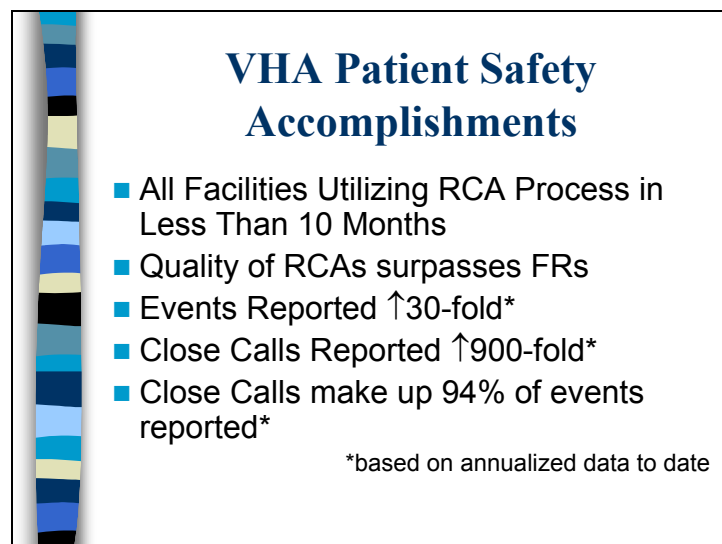 VHA Patient Safety
Accomplishments
■ All Facilities Utilizing RCA Process in
Less Than 10 Months
■ Quality of RCAs surpasses FRs
■ Events Reported ↑30-fold*
■ Close Calls Reported ↑900-fold*
■ Close Calls make up 94% of events
reported*
*based on annualized data to date